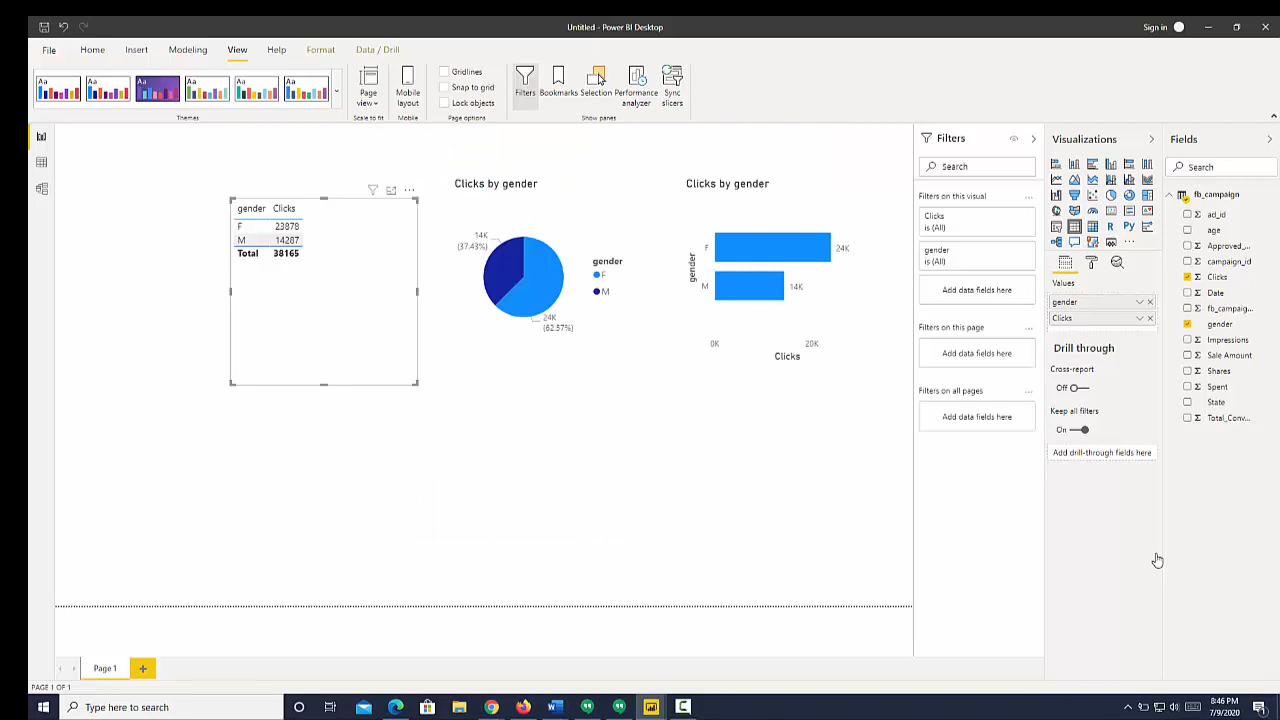 Untitled - Power BI Desktop
Sign in
File Home Insert Modeling View Help Format Data / Drill
Aa Aa Aa Aa Aa Aa
Page view
Mobile layout
Gridlines
Snap to grid
Lock objects
Filters
Bookmarks
Selection
Performance analyzer
Sync slicers
Themes
Scale to fit
Mobile
Page options
Show panes
gender Clicks
F 23878
M 14287
Total 38165
Clicks by gender
14K
(37.43%)
24K
(62.57%)
gender
F
M
Clicks by gender
gender
F
24K
M
14K
0K
20K
Clicks
Filters
Search
Filters on this visual
...
Clicks
is (All)
gender
is (All)
Add data fields here
Filters on this page
...
Add data fields here
Filters on all pages
...
Add data fields here
Visualizations
R Py
...
Values
gender
Clicks
Drill through
Cross-report
Off
Keep all filters
On
Add drill-through fields here
Fields
Search
fb_campaign
ad_id
age
Approved_...
campaign_id
Clicks
Date
fb_campaig...
gender
Impressions
Sale Amount
Shares
Spent
State
Total_Conv...
Page 1
PAGE 1 OF 1
Type here to search
8:46 PM
7/9/2020